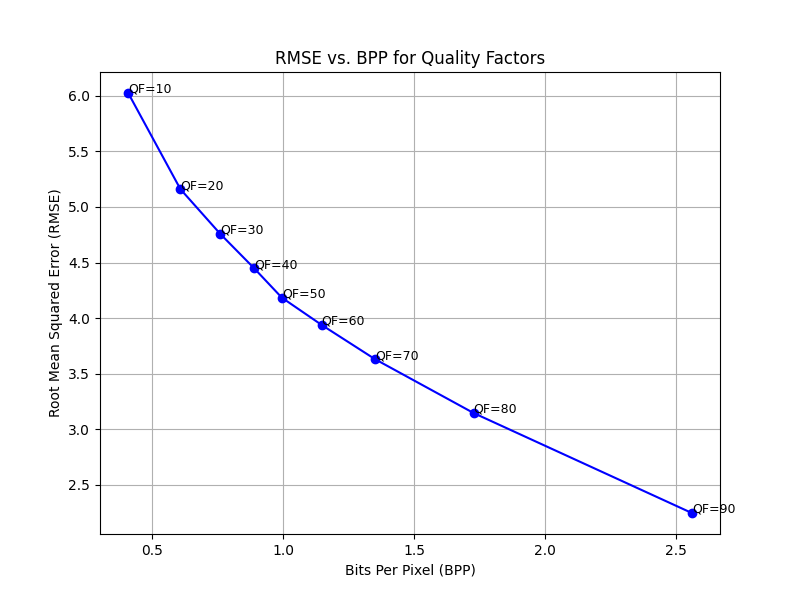 RMSE vs. BPP for Quality Factors
Root Mean Squared Error (RMSE)
6.0
5.5
5.0
4.5
4.0
3.5
3.0
2.5
QF=10
QF=20
QF=30
QF=40
QF=50
QF=60
QF=70
QF=80
QF=90
0.5 1.0 1.5 2.0 2.5
Bits Per Pixel (BPP)